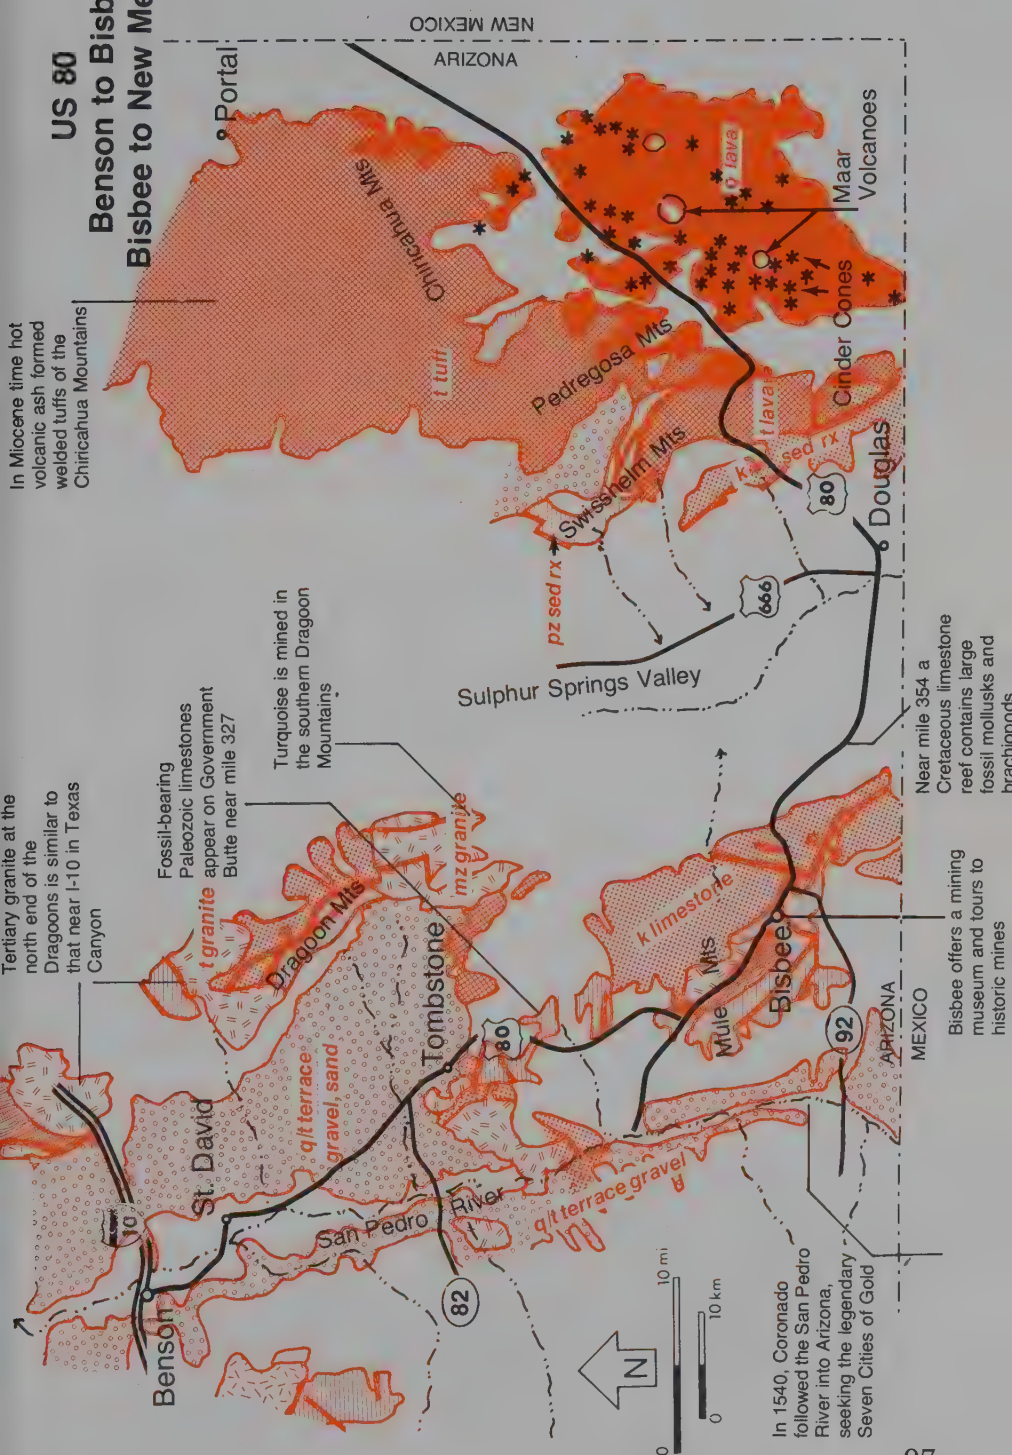 US 80
Benson to Bisb
Bisbee to New Me
NEW MEXICO
ARIZONA
Portal
In Miocene time hot
volcanic ash formed
welded tuffs of the
Chiricahua Mountains
Chiricahua Mts
t tuff
Pedregosa Mts
Swisshelm Mts
q lava
Maar
Volcanoes
Cinder Cones
t lava
k sed rx
pz sed rx
80
Douglas
666
Sulphur Springs Valley
Tertiary granite at the
north end of the
Dragoons is similar to
that near I-10 in Texas
Canyon
Fossil-bearing
Paleozoic limestones
appear on Government
Butte near mile 327
Turquoise is mined in
the southern Dragoon
Mountains
t granite
Dragoon Mts
mz granite
Tombstone
80
q/t terrace
gravel, sand
St. David
10
Benson
San Pedro River
82
q/t terrace gravel
k limestone
Mule Mts
Bisbee
92
ARIZONA
MEXICO
Near mile 354 a
Cretaceous limestone
reef contains large
fossil mollusks and
brachiopods
Bisbee offers a mining
museum and tours to
historic mines
In 1540, Coronado
followed the San Pedro
River into Arizona,
seeking the legendary
Seven Cities of Gold
N
0 10 mi
0 10 km